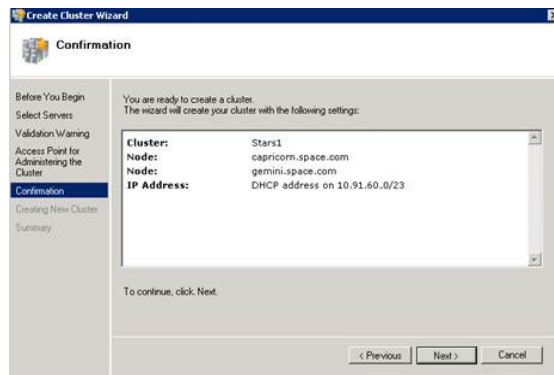 Create Cluster Wizard
Confirmation
Before You Begin
Select Servers
Validation Warning
Access Point for
Administering the
Cluster
Confirmation
Creating New Cluster
Summary
You are ready to create a cluster.
The wizard will create your cluster with the following settings:
Cluster: Stars1
Node: capricorn.space.com
Node: gemini.space.com
IP Address: DHCP address on 10.91.60..0/23
To continue, click. Next.
< Previous
Next >
Cancel